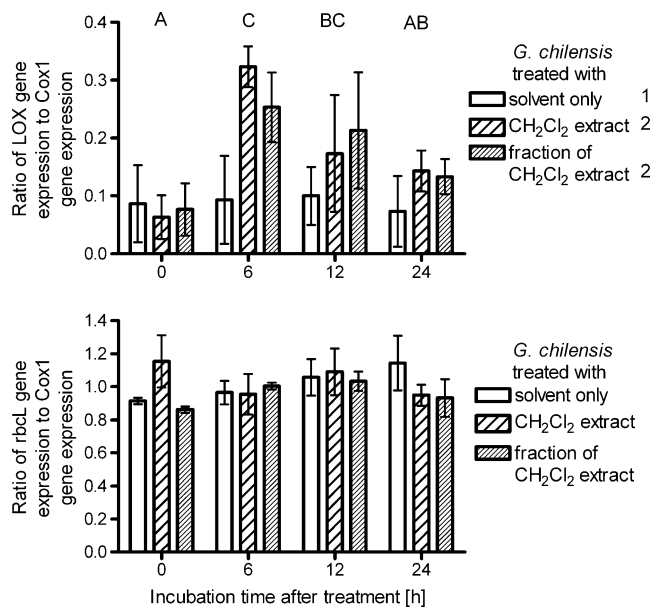 0.4
0.3
0.2
0.1
0.0
Ratio of LOX gene
expression to Cox1
gene expression
A C BC AB
0 6 12 24
G. chilensis
treated with
solvent only 1
CH₂Cl₂ extract 2
fraction of
CH₂Cl₂ extract 2
1.4
1.2
1.0
0.8
0.6
0.4
0.2
0.0
Ratio of rbcL gene
expression to Cox1
gene expression
0 6 12 24
Incubation time after treatment [h]
G. chilensis
treated with
solvent only
CH₂Cl₂ extract
fraction of
CH₂Cl₂ extract